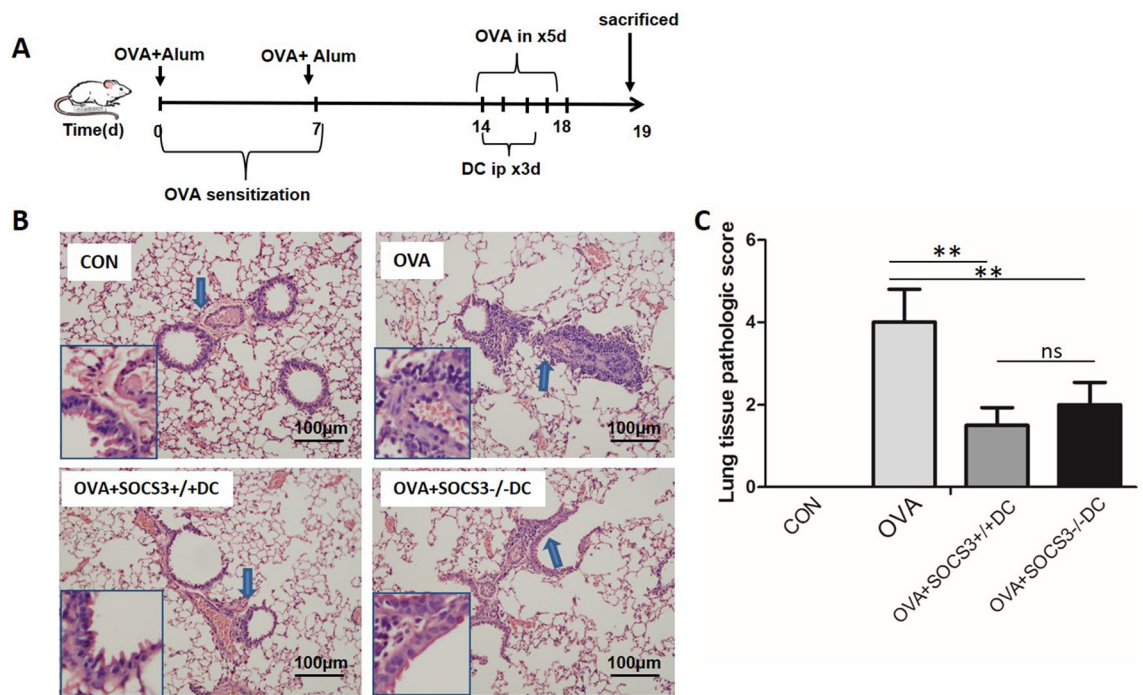 A
OVA+Alum
OVA+ Alum
OVA in x5d
sacrificed
Time(d)
0
7
14
18
19
OVA sensitization
DC ip x3d
B
CON
100μm
OVA
100μm
OVA+SOCS3+/+DC
100μm
OVA+SOCS3-/-DC
100μm
C
Lung tissue pathologic score
6
4
2
0
**
**
ns
CON
OVA
OVA+SOCS3+/+DC
OVA+SOCS3-/-DC